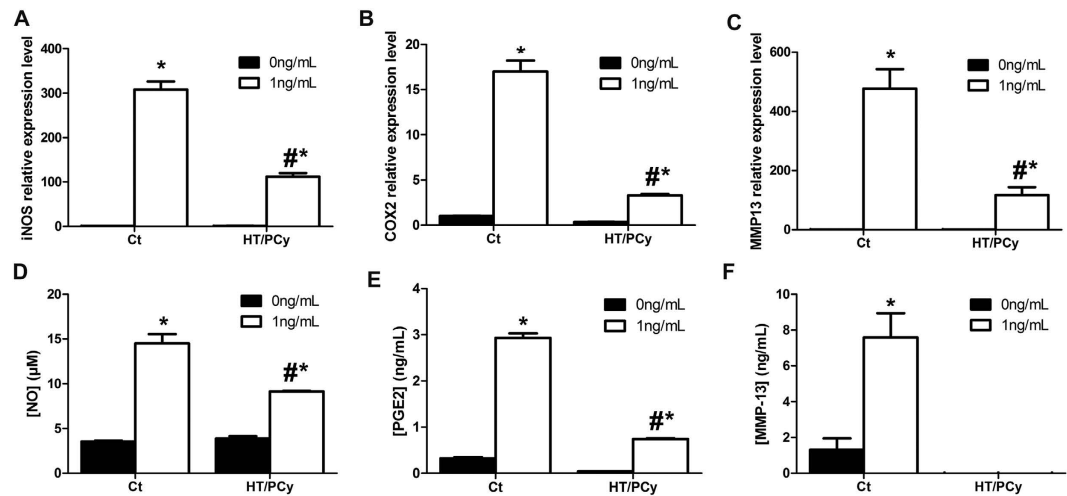 A
iNOS relative expression level
400
300
200
100
0
*
#*
0ng/mL
1ng/mL
Ct
HT/PCy
B
COX2 relative expression level
20
15
10
5
0
*
#*
0ng/mL
1ng/mL
Ct
HT/PCy
C
MMP13 relative expression level
600
400
200
0
*
#*
0ng/mL
1ng/mL
Ct
HT/PCy
D
[NO] (µM)
20
15
10
5
0
*
#*
0ng/mL
1ng/mL
Ct
HT/PCy
E
[PGE2] (ng/mL)
4
3
2
1
0
*
#*
0ng/mL
1ng/mL
Ct
HT/PCy
F
[MMP-13] (ng/mL)
10
8
6
4
2
0
*
0ng/mL
1ng/mL
Ct
HT/PCy